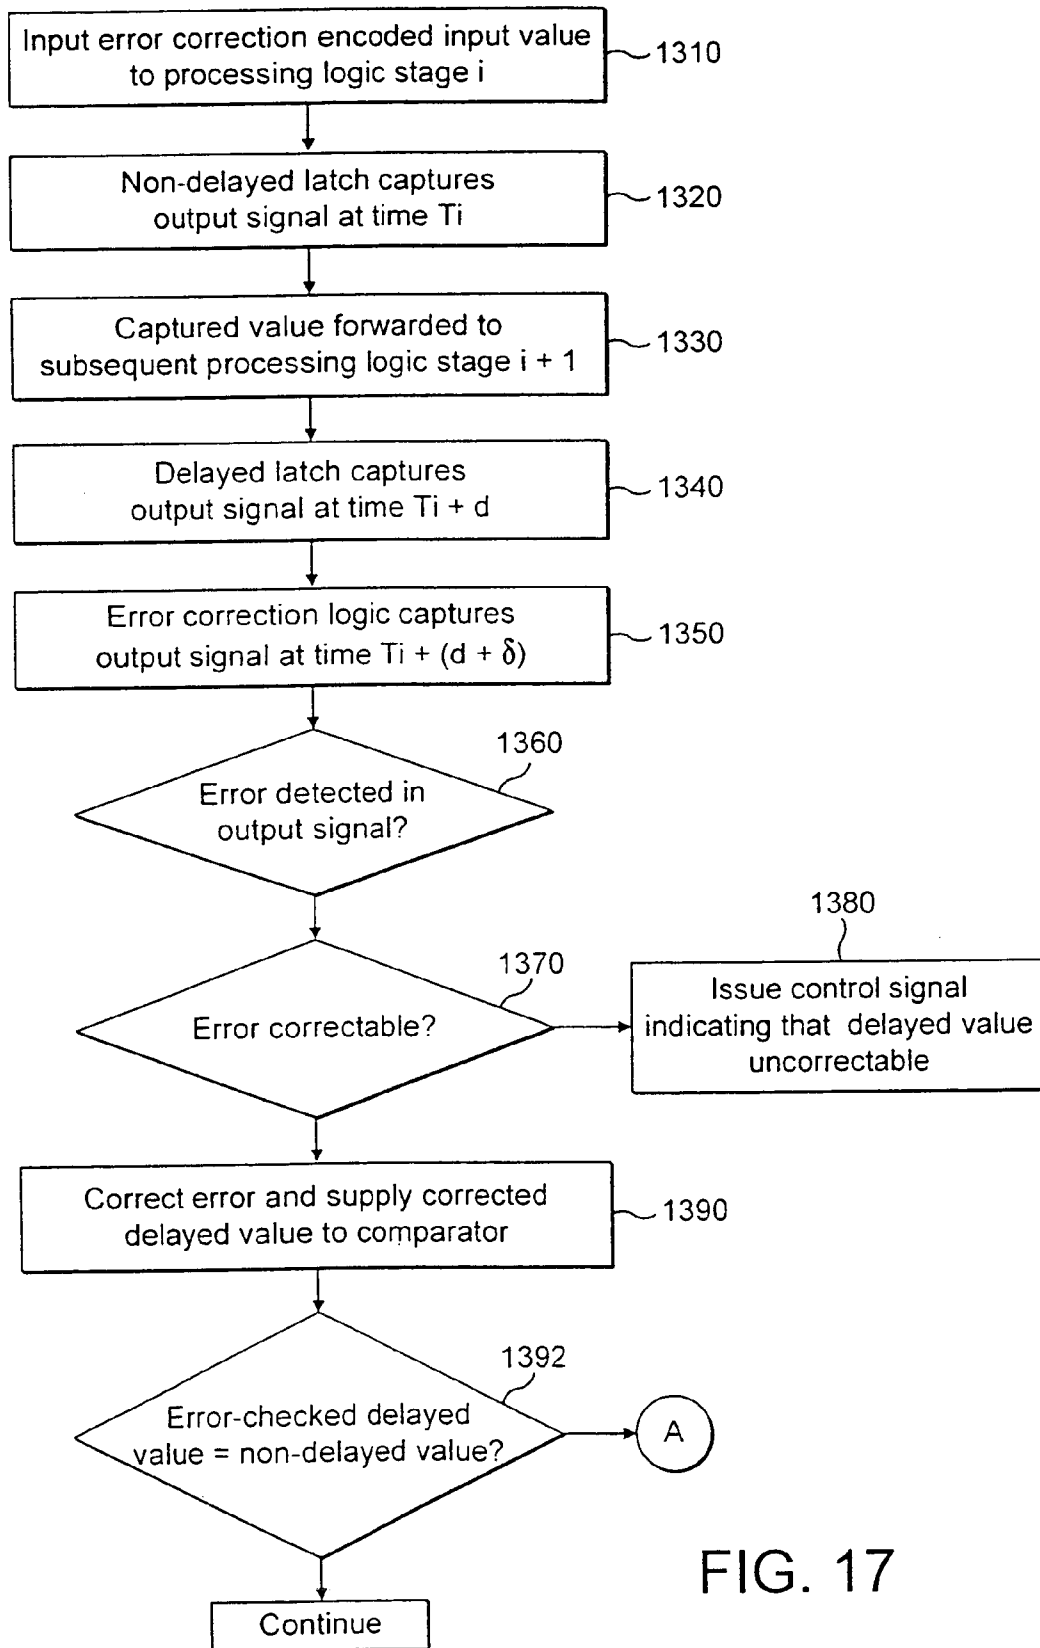 Input error correction encoded input value
to processing logic stage i
1310
Non-delayed latch captures
output signal at time Ti
1320
Captured value forwarded to
subsequent processing logic stage i + 1
1330
Delayed latch captures
output signal at time Ti + d
1340
Error correction logic captures
output signal at time Ti + (d + δ)
1350
1360
Error detected in
output signal?
1370
Error correctable?
1380
Issue control signal
indicating that delayed value
uncorrectable
Correct error and supply corrected
delayed value to comparator
1390
1392
Error-checked delayed
value = non-delayed value?
A
Continue
FIG. 17